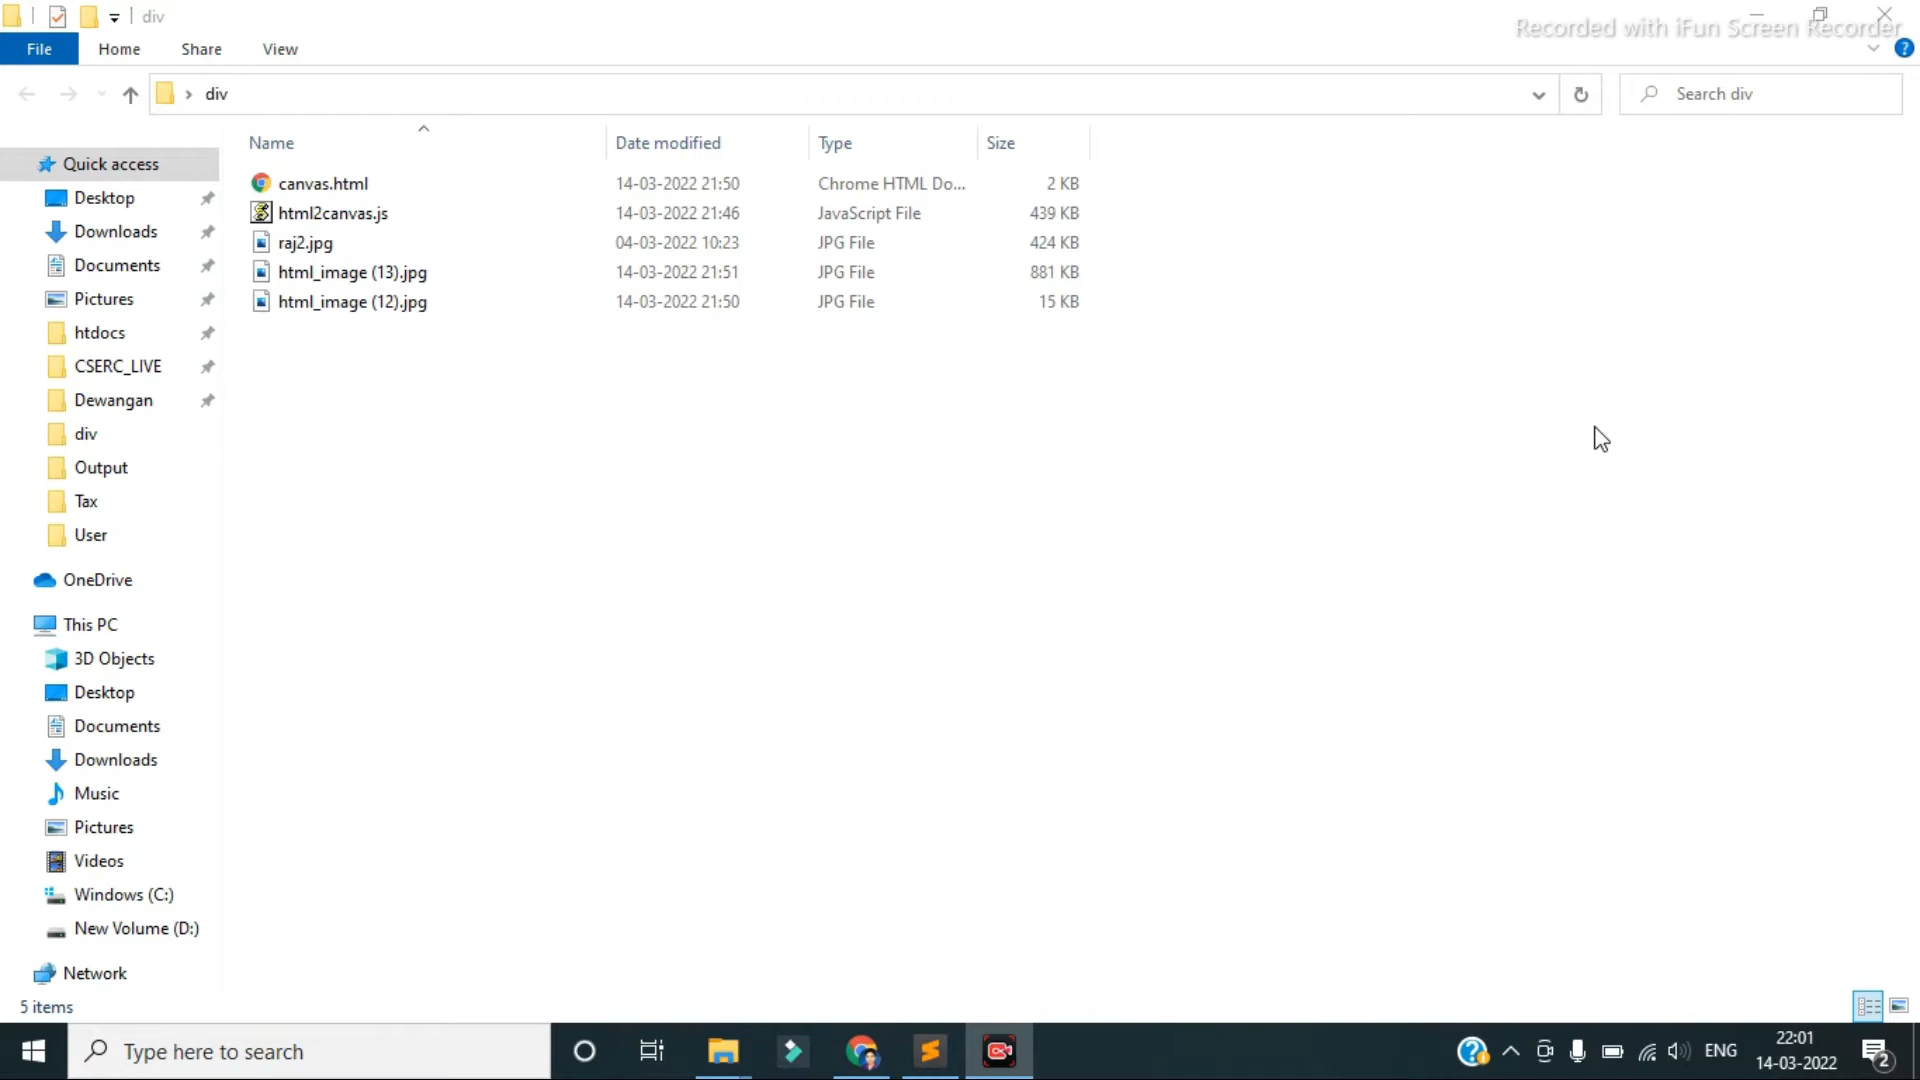 div
Recorded with iFun Screen Recorder
File Home Share View
div
Search div
Name Date modified Type Size
canvas.html 14-03-2022 21:50 Chrome HTML Do... 2 KB
html2canvas.js 14-03-2022 21:46 JavaScript File 439 KB
raj2.jpg 04-03-2022 10:23 JPG File 424 KB
html_image (13).jpg 14-03-2022 21:51 JPG File 881 KB
html_image (12).jpg 14-03-2022 21:50 JPG File 15 KB
Quick access
Desktop
Downloads
Documents
Pictures
htdocs
CSERC_LIVE
Dewangan
div
Output
Tax
User
OneDrive
This PC
3D Objects
Desktop
Documents
Downloads
Music
Pictures
Videos
Windows (C:)
New Volume (D:)
Network
5 items
Type here to search
ENG
22:01
14-03-2022
2